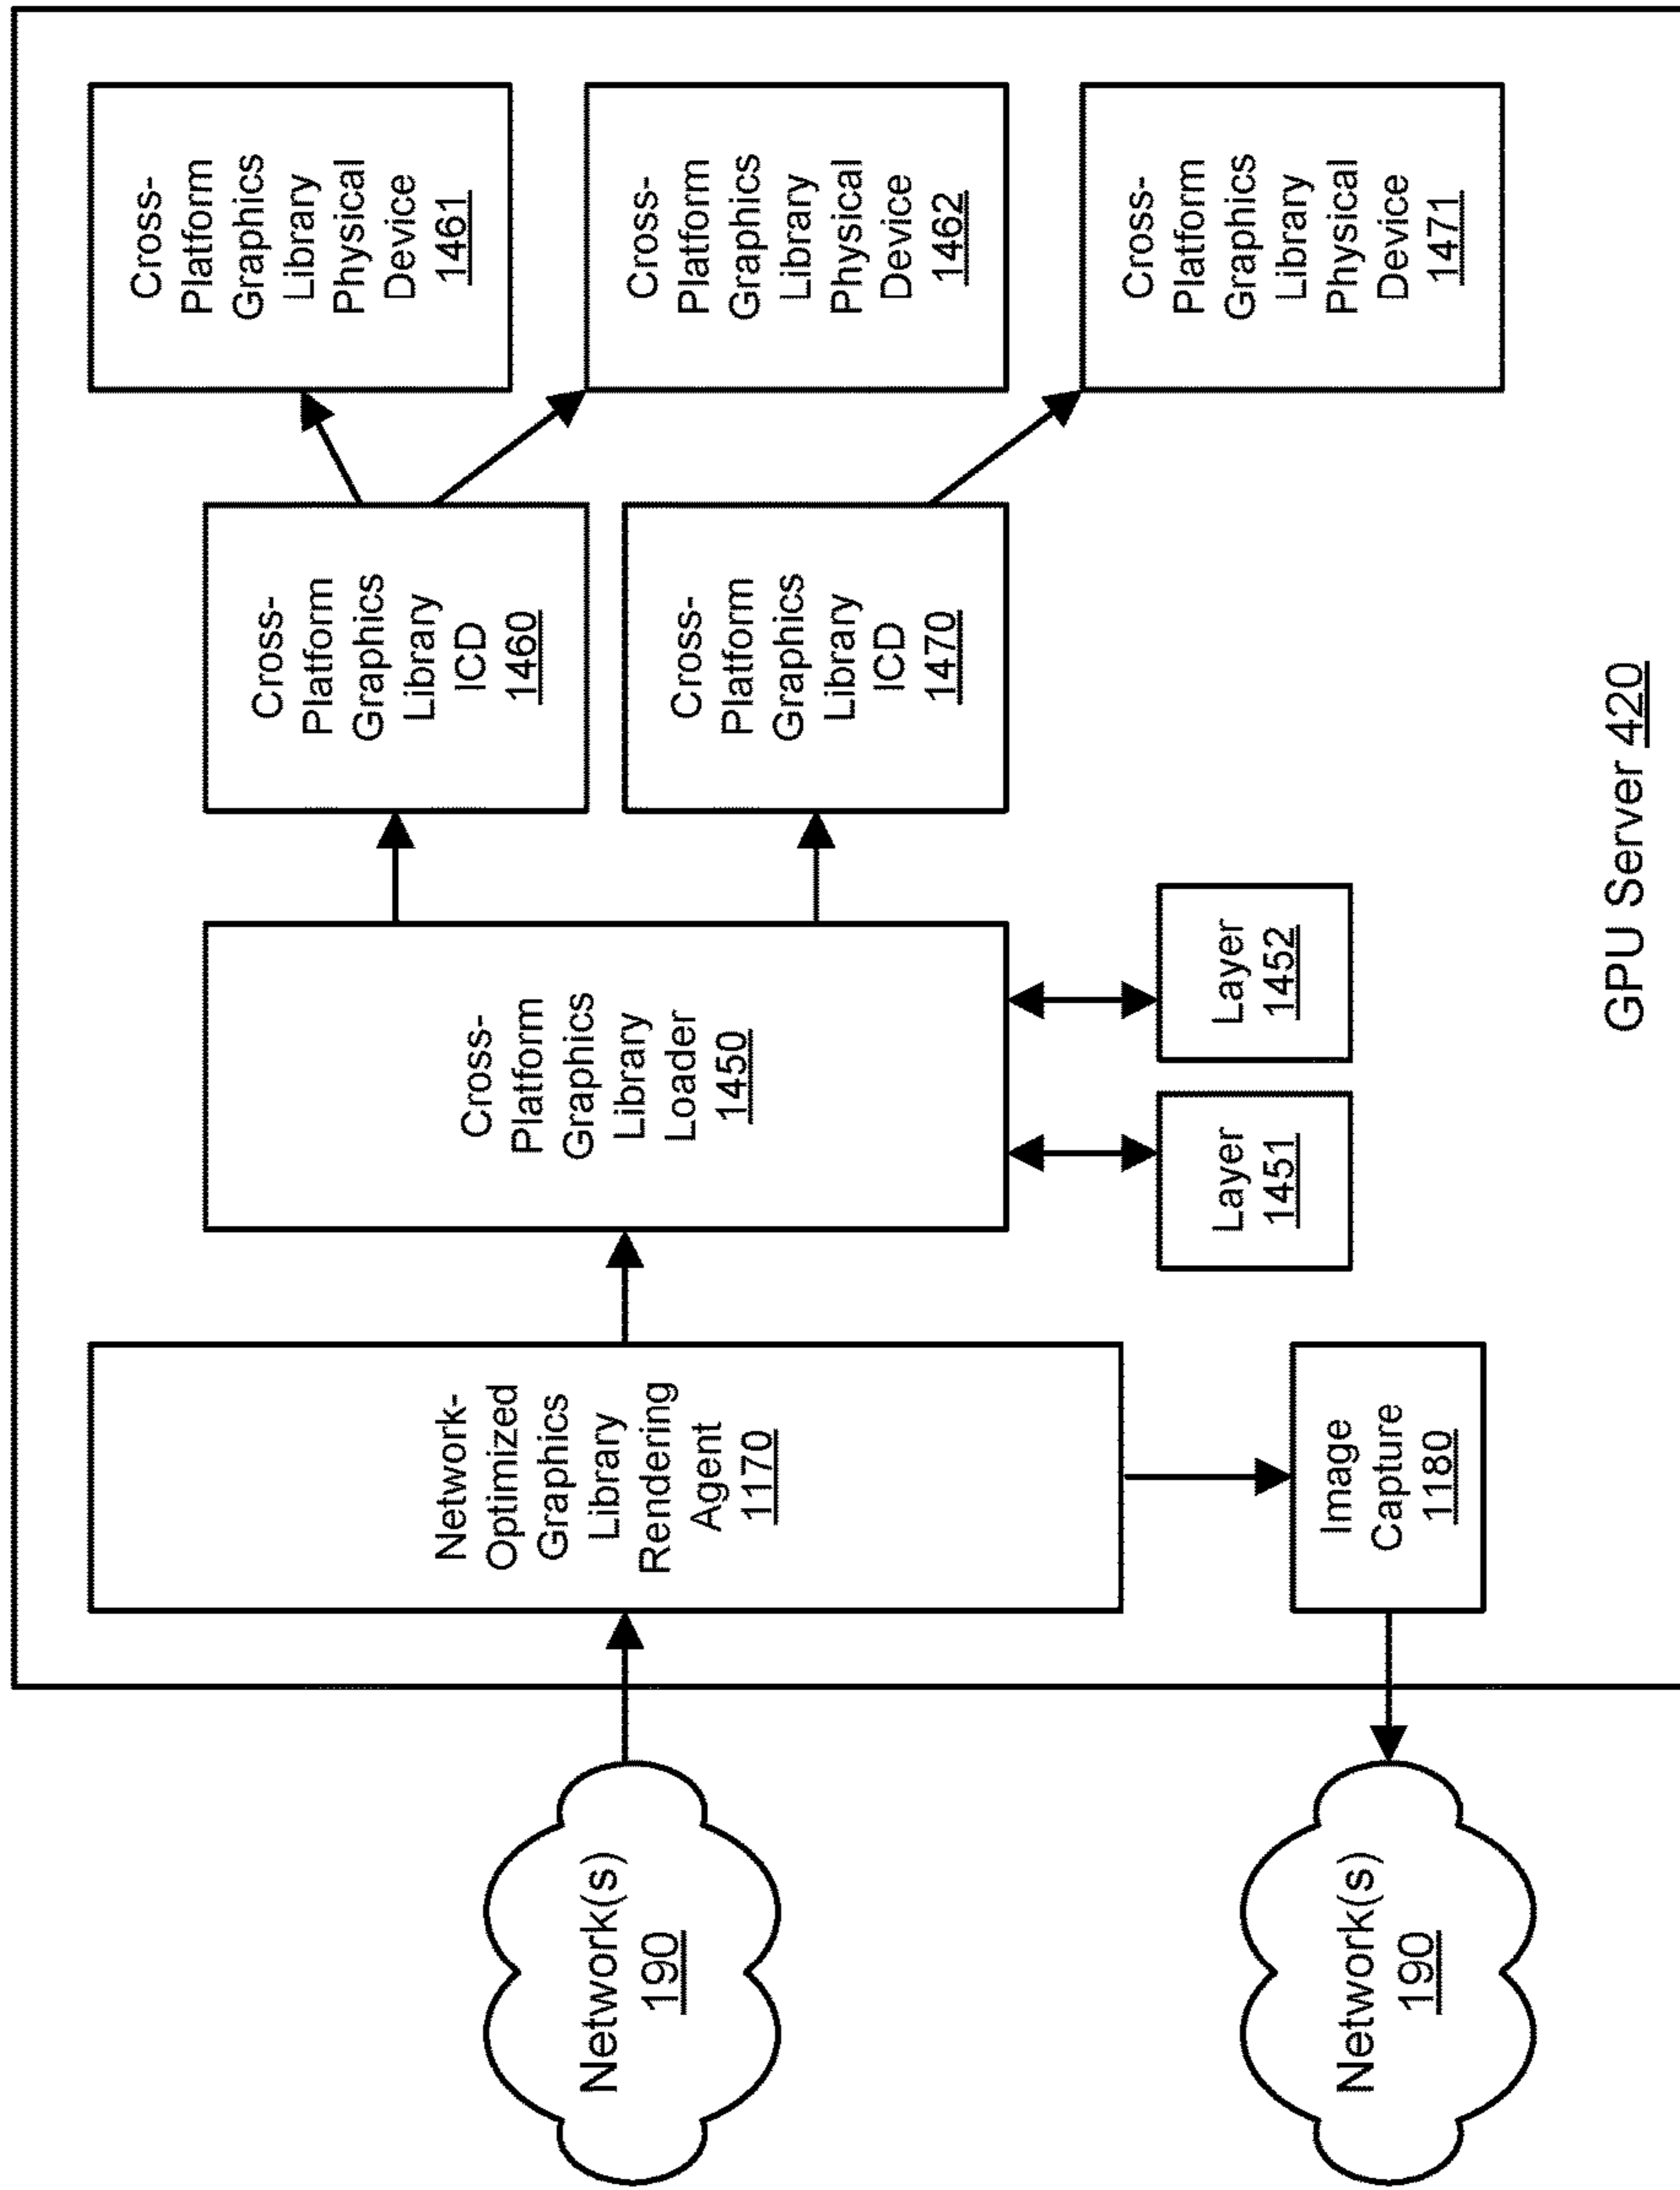 Network(s)
190
Network-
Optimized
Graphics
Library
Rendering
Agent
1170
Cross-
Platform
Graphics
Library
Loader
1450
Cross-
Platform
Graphics
Library
ICD
1460
Cross-
Platform
Graphics
Library
Physical
Device
1461
Cross-
Platform
Graphics
Library
ICD
1470
Cross-
Platform
Graphics
Library
Physical
Device
1462
Cross-
Platform
Graphics
Library
Physical
Device
1471
Layer
1451
Layer
1452
Network(s)
190
Image
Capture
1180
GPU Server 420